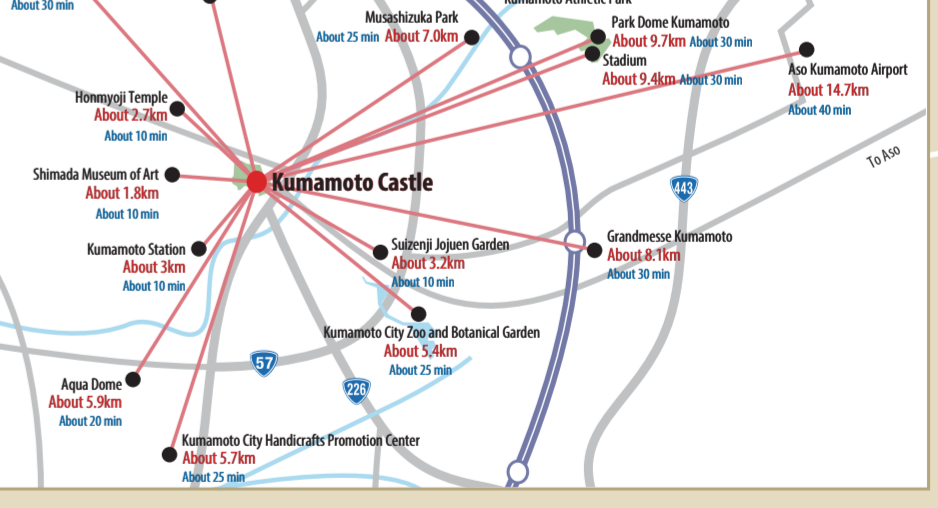 About 30 min
Kumamoto Athletic Park
Musashizuka Park
About 25 min About 7.0km
Park Dome Kumamoto
About 9.7km About 30 min
Stadium
About 9.4km About 30 min
Aso Kumamoto Airport
About 14.7km
About 40 min
Honmyoji Temple
About 2.7km
About 10 min
To Aso
Shimada Museum of Art
About 1.8km
About 10 min
Kumamoto Castle
443
Kumamoto Station
About 3km
About 10 min
Suizenji Jojuen Garden
About 3.2km
About 10 min
Grandmesse Kumamoto
About 8.1km
About 30 min
Kumamoto City Zoo and Botanical Garden
About 5.4km
About 25 min
57
226
Aqua Dome
About 5.9km
About 20 min
Kumamoto City Handicrafts Promotion Center
About 5.7km
About 25 min